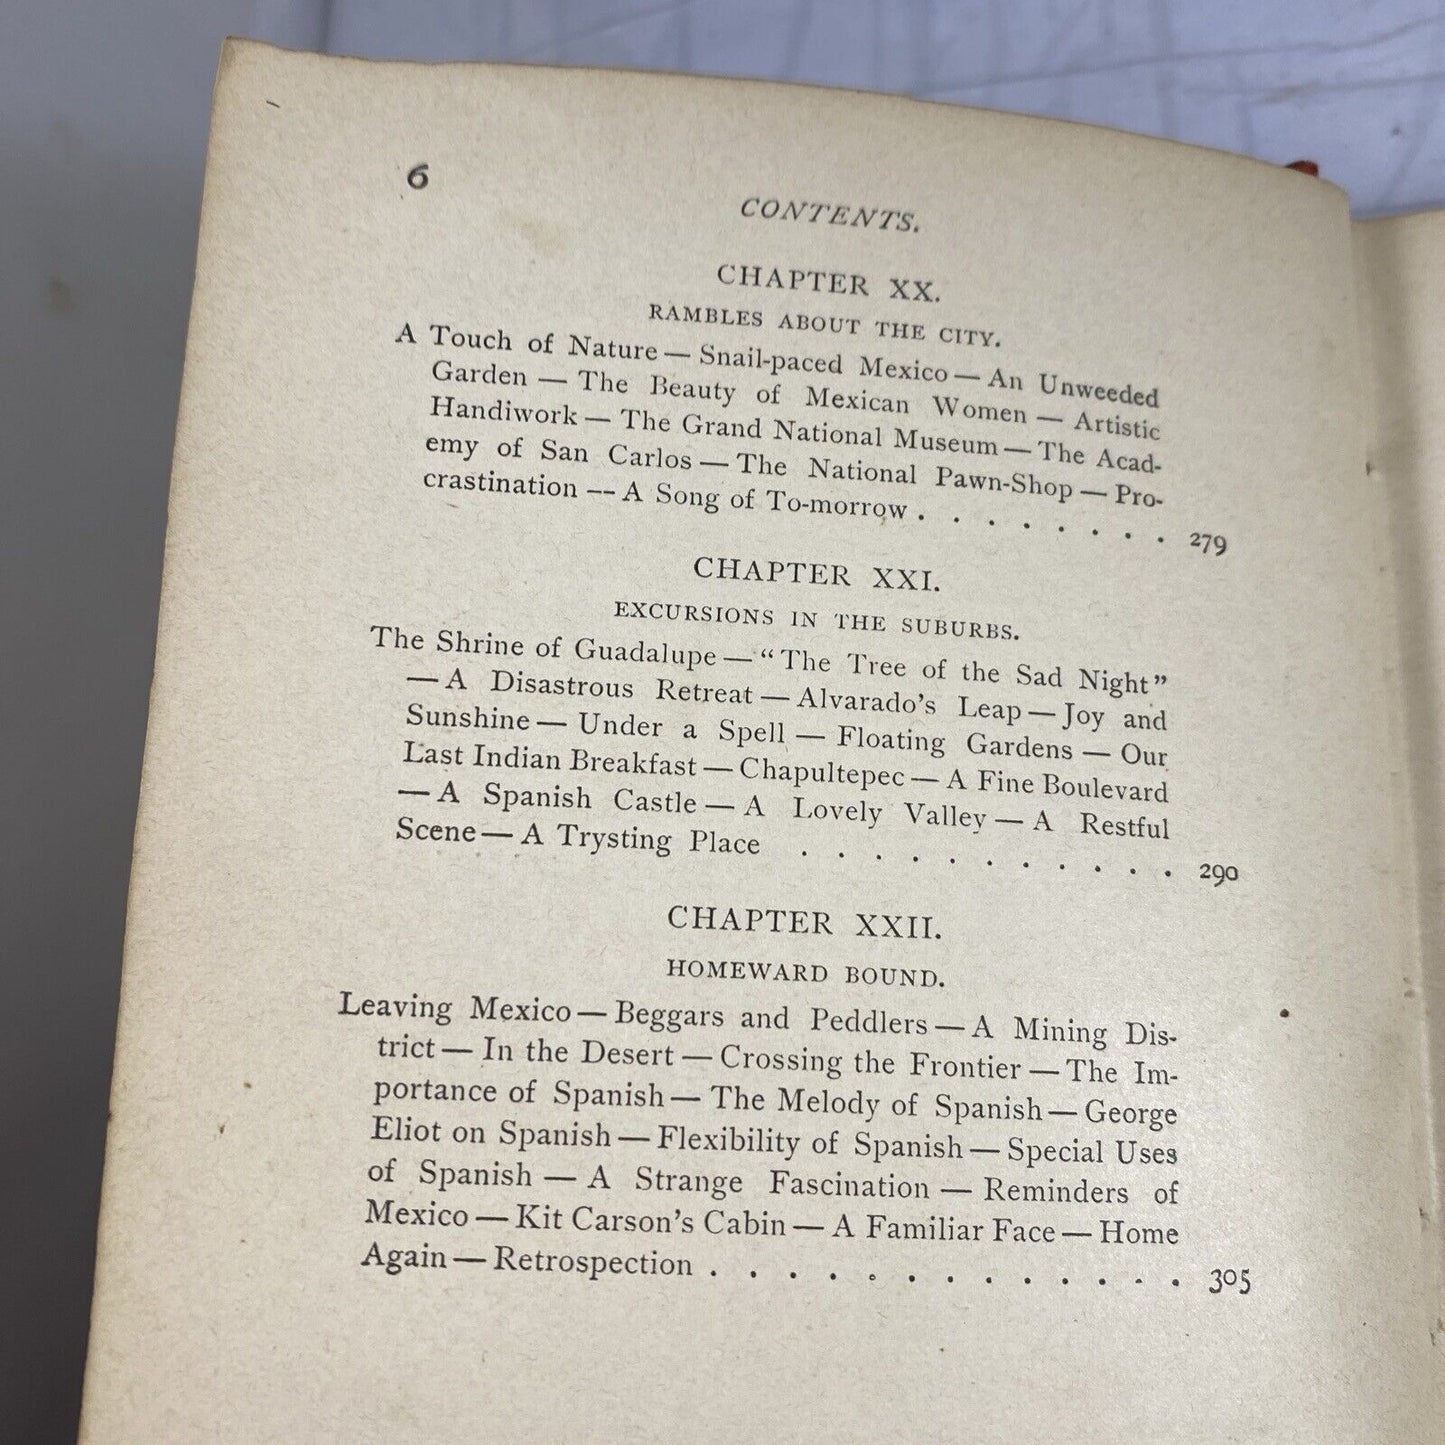 6
CONTENTS.
CHAPTER XX.
RAMBLES ABOUT THE CITY.
A Touch of Nature — Snail-paced Mexico — An Unweeded
Garden — The Beauty of Mexican Women — Artistic
Handiwork — The Grand National Museum — The Acad-
emy of San Carlos — The National Pawn-Shop — Pro-
crastination -- A Song of To-morrow . . . . . . . . 279
CHAPTER XXI.
EXCURSIONS IN THE SUBURBS.
The Shrine of Guadalupe — “The Tree of the Sad Night”
— A Disastrous Retreat — Alvarado’s Leap — Joy and
Sunshine — Under a Spell — Floating Gardens — Our
Last Indian Breakfast — Chapultepec — A Fine Boulevard
— A Spanish Castle — A Lovely Valley — A Restful
Scene — A Trysting Place . . . . . . . . . . . 290
CHAPTER XXII.
HOMEWARD BOUND.
Leaving Mexico — Beggars and Peddlers — A Mining Dis-
trict — In the Desert — Crossing the Frontier — The Im-
portance of Spanish — The Melody of Spanish — George
Eliot on Spanish — Flexibility of Spanish — Special Uses
of Spanish — A Strange Fascination — Reminders of
Mexico — Kit Carson’s Cabin — A Familiar Face — Home
Again — Retrospection . . . . . . . . . . . . . 305